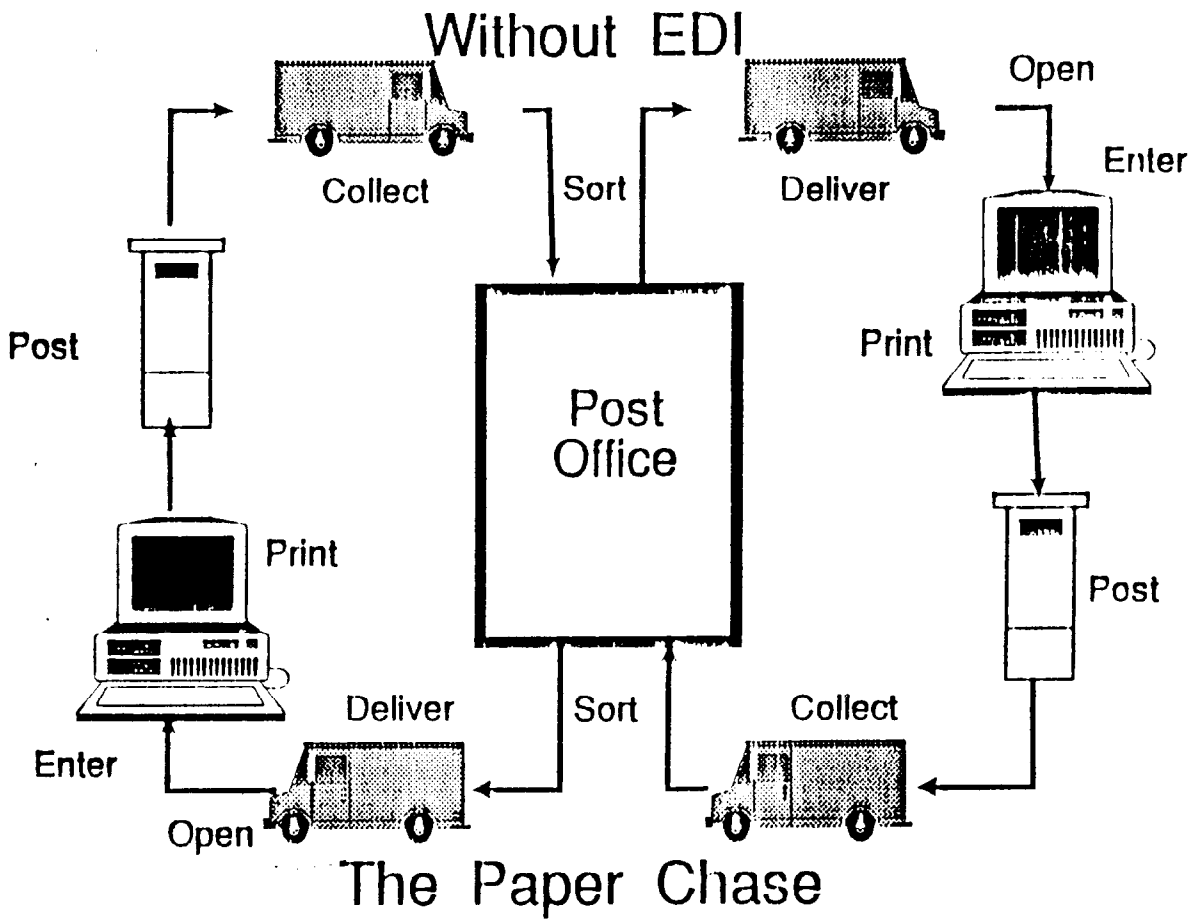 Without EDI
Open
Enter
Collect
Sort
Deliver
Post
Print
Post
Office
Print
Post
Deliver
Sort
Collect
Enter
Open
The Paper Chase